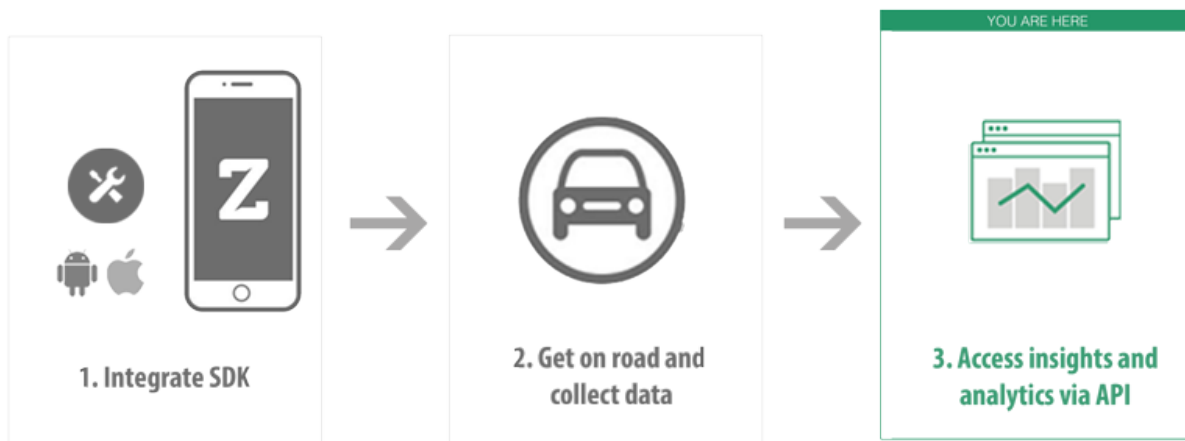 YOU ARE HERE
Z
1. Integrate SDK
2. Get on road and
collect data
3. Access insights and
analytics via API